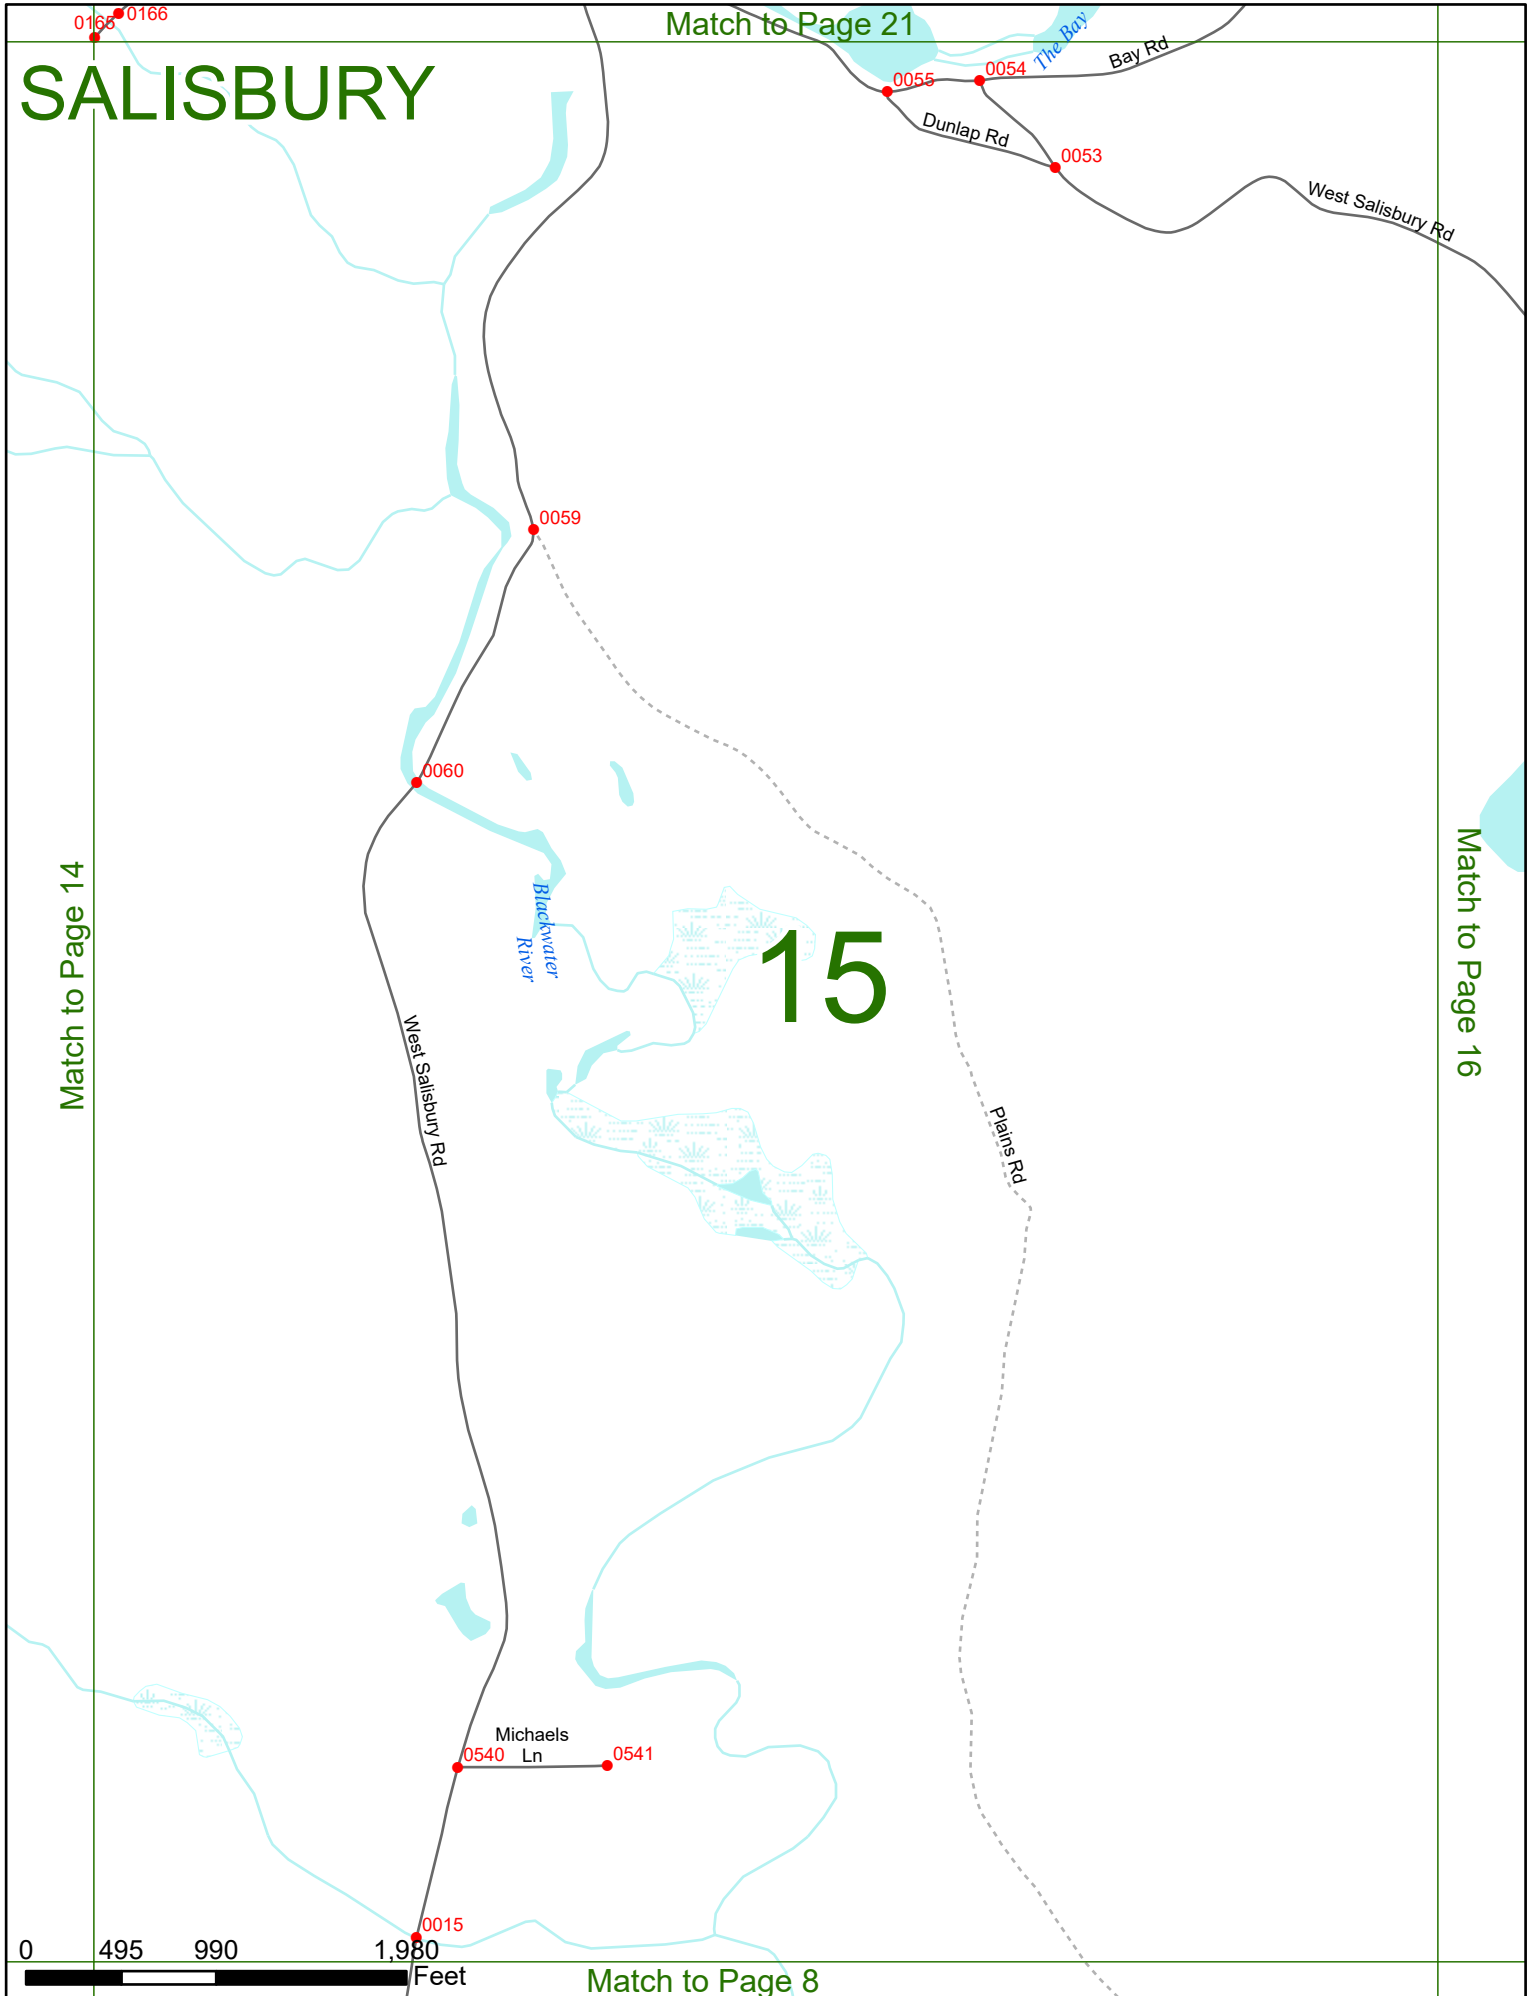 0165
0166
Match to Page 21
The Bay
Bay Rd
SALISBURY
0055
0054
Dunlap Rd
0053
West Salisbury Rd
0059
0060
Match to Page 14
Blackwater
River
15
Match to Page 16
West Salisbury Rd
Plains Rd
Michaels
Ln
0540
0541
0015
0 495 990 1,980
Feet
Match to Page 8